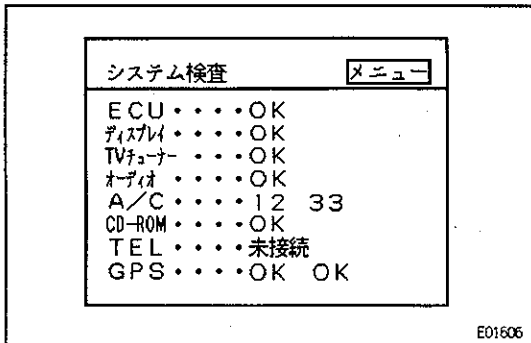 システム検査 メニュー
ECU・・・・OK
ディスプレイ・・・・OK
TVチューナー・・・・OK
オーディオ・・・・OK
A/C・・・・12 33
CD-ROM・・・・OK
TEL・・・・未接続
GPS・・・・OK OK
E01606